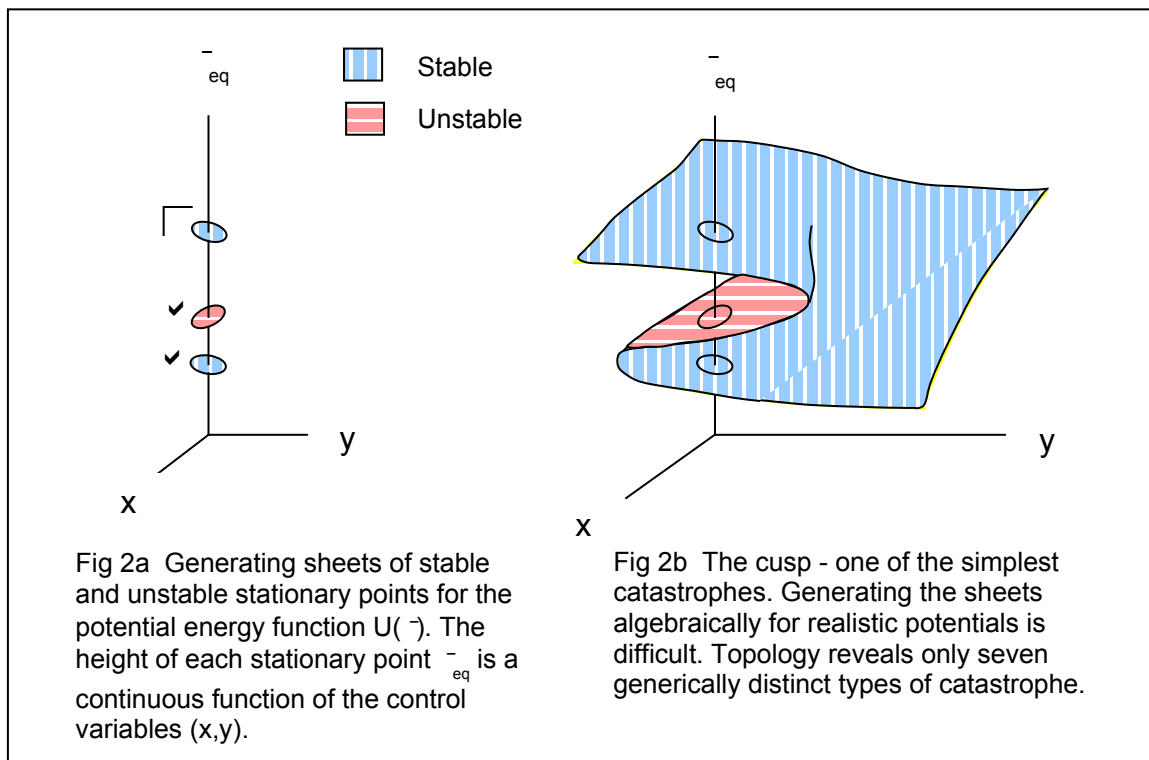 ‾
eq
Stable
Unstable
y
x
‾
eq
y
x
Fig 2a Generating sheets of stable
and unstable stationary points for the
potential energy function U( ‾). The
height of each stationary point ‾eq is a
continuous function of the control
variables (x,y).
Fig 2b The cusp - one of the simplest
catastrophes. Generating the sheets
algebraically for realistic potentials is
difficult. Topology reveals only seven
generically distinct types of catastrophe.